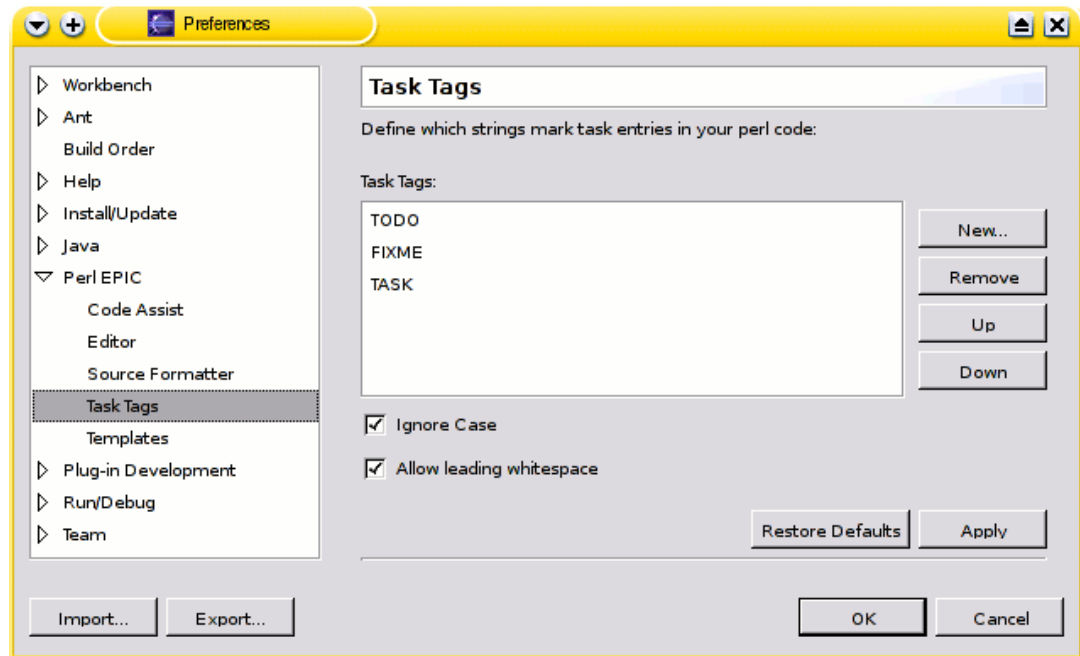 Preferences
Workbench
Ant
Build Order
Help
Install/Update
Java
Perl EPIC
Code Assist
Editor
Source Formatter
Task Tags
Templates
Plug-in Development
Run/Debug
Team
Task Tags
Define which strings mark task entries in your perl code:
Task Tags:
TODO
FIXME
TASK
New...
Remove
Up
Down
Ignore Case
Allow leading whitespace
Restore Defaults
Apply
Import...
Export...
OK
Cancel